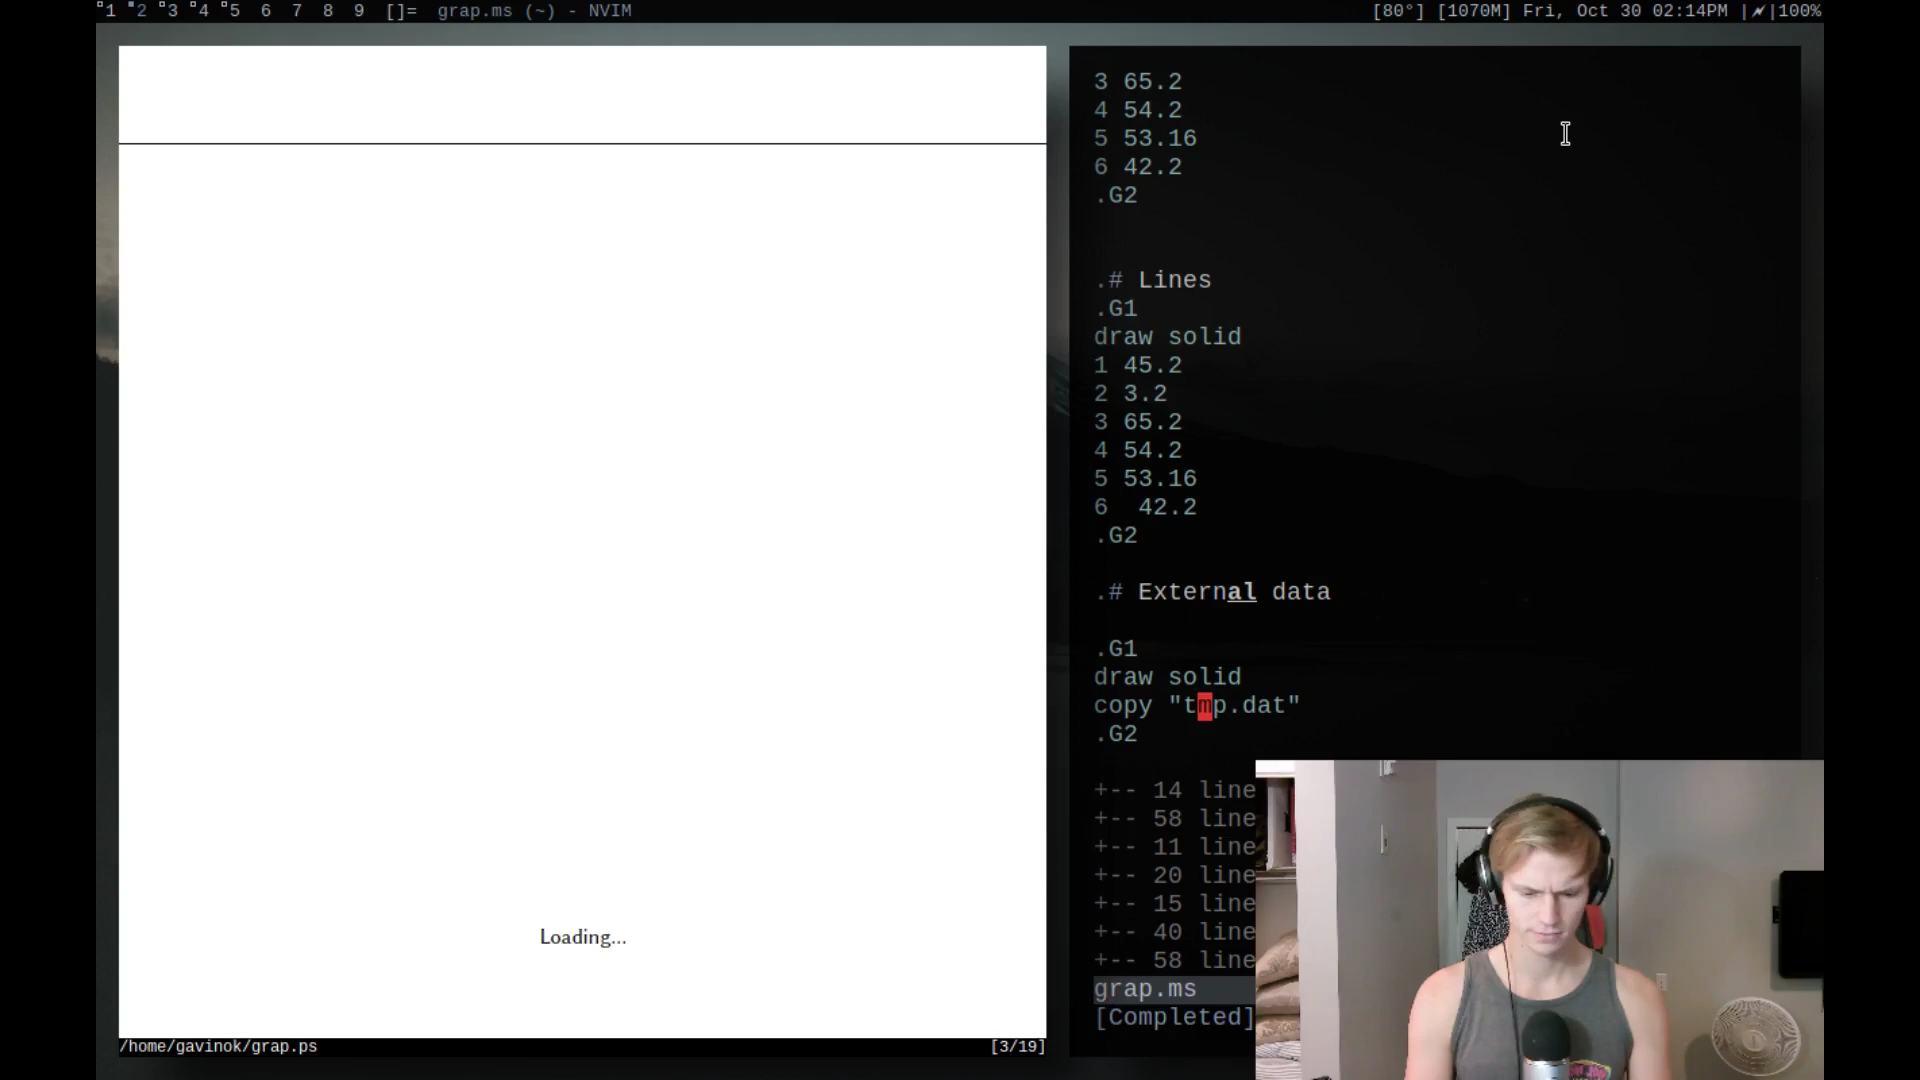 1 2 3 4 5 6 7 8 9 []= grap.ms (~) - NVIM
[80°] [1070M] Fri, Oct 30 02:14PM |⚡|100%
Loading...
/home/gavinok/grap.ps [3/19]
3 65.2
4 54.2
5 53.16
6 42.2
.G2
.# Lines
.G1
draw solid
1 45.2
2 3.2
3 65.2
4 54.2
5 53.16
6  42.2
.G2
.# External data
.G1
draw solid
copy "tmp.dat"
.G2
+-- 14 line
+-- 58 line
+-- 11 line
+-- 20 line
+-- 15 line
+-- 40 line
+-- 58 line
grap.ms
[Completed]